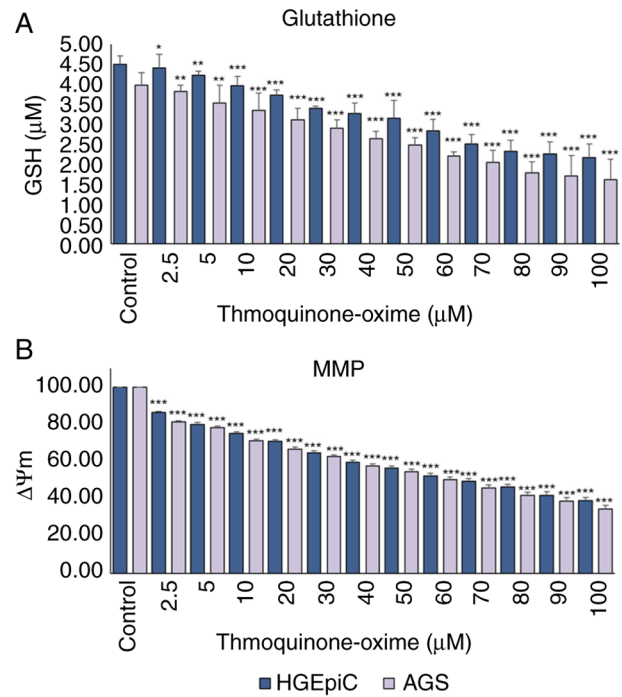 A
Glutathione
5.00
4.50
4.00
3.50
3.00
2.50
2.00
1.50
1.00
0.50
0.00
GSH (μM)
* ** ** ** *** *** *** *** *** *** *** *** *** *** *** *** *** *** *** *** *** *** *** ***
Control 2.5 5 10 20 30 40 50 60 70 80 90 100
Thmoquinone-oxime (μM)
B
MMP
100.00
80.00
60.00
40.00
20.00
0.00
ΔΨm
*** *** *** *** *** *** *** *** *** *** *** *** *** *** *** *** *** *** *** *** *** *** *** ***
Control 2.5 5 10 20 30 40 50 60 70 80 90 100
Thmoquinone-oxime (μM)
HGEpiC AGS